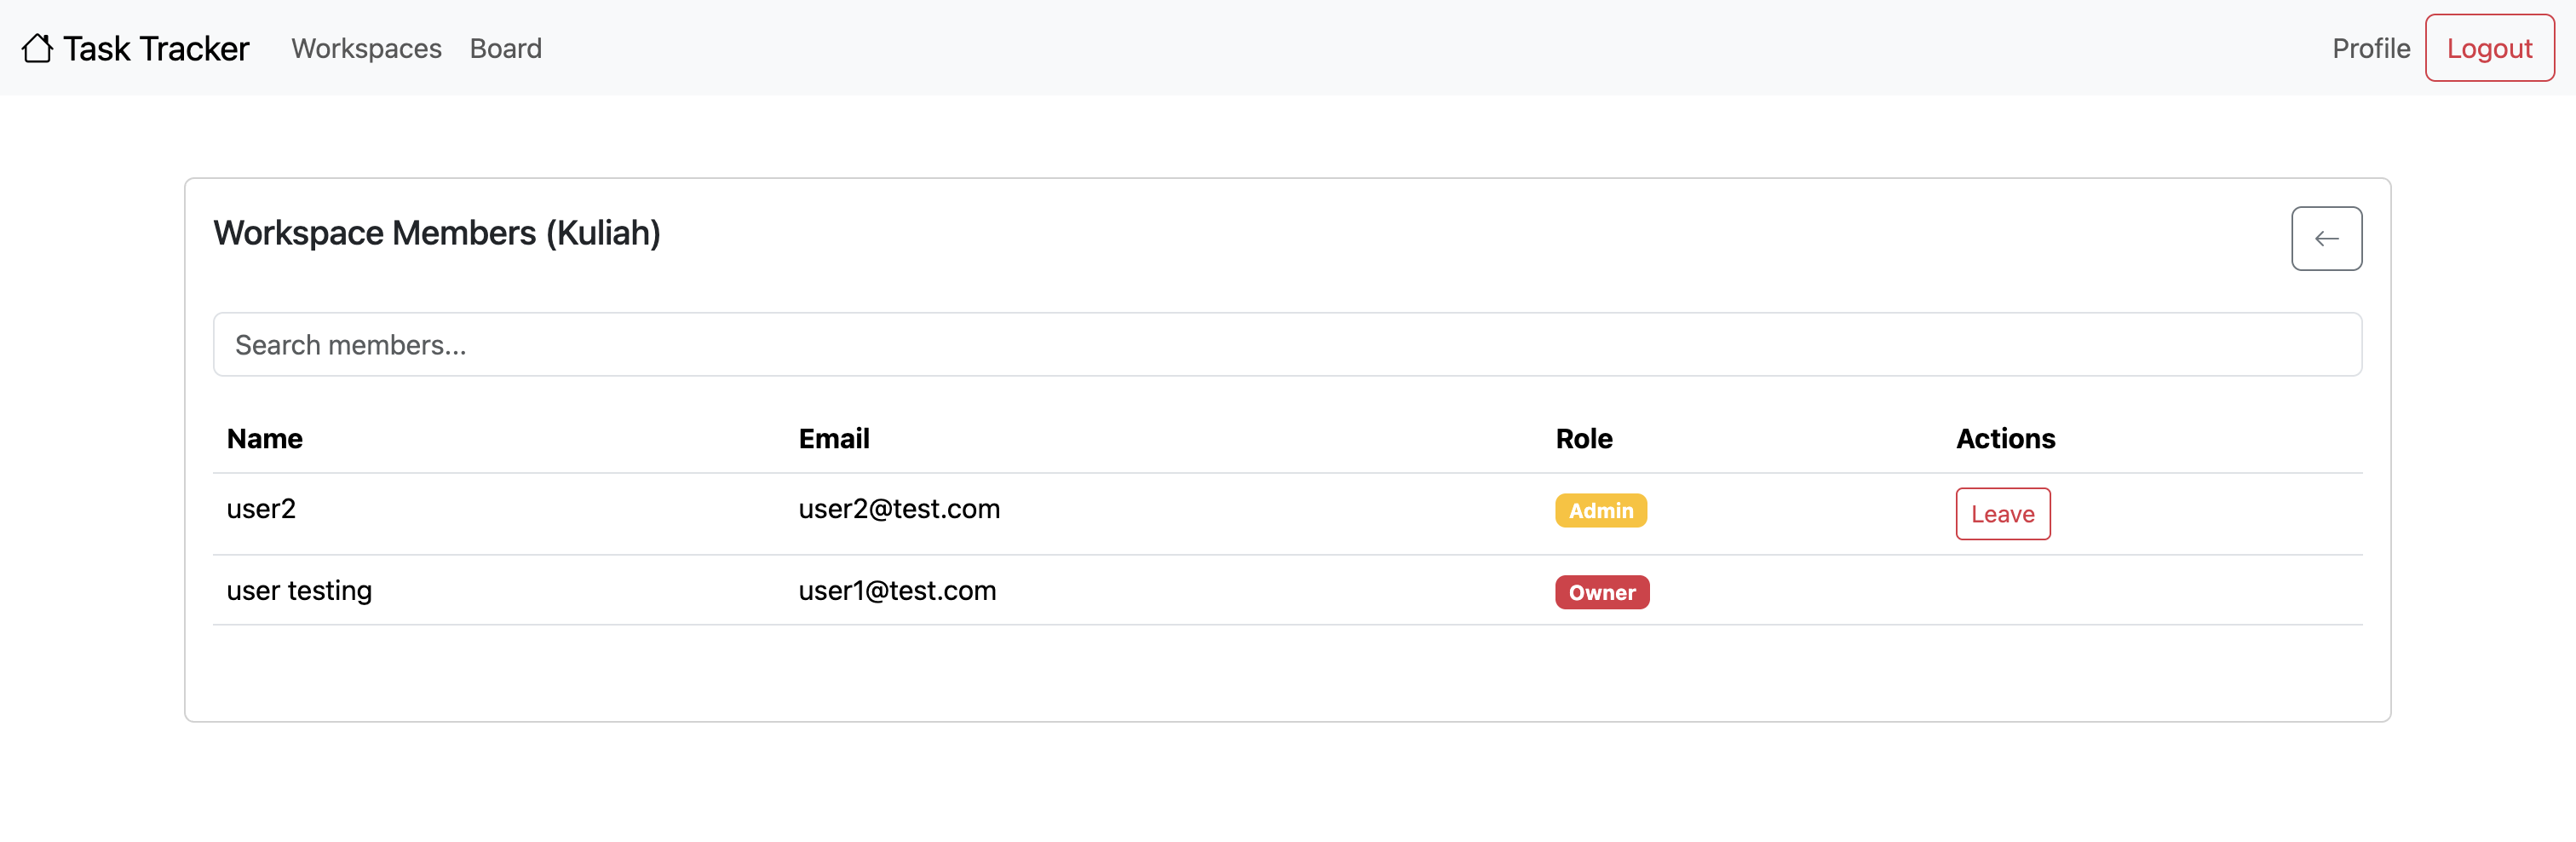 Task Tracker Workspaces Board Profile Logout
Workspace Members (Kuliah)
Search members...
Name Email Role Actions
user2 user2@test.com Admin Leave
user testing user1@test.com Owner